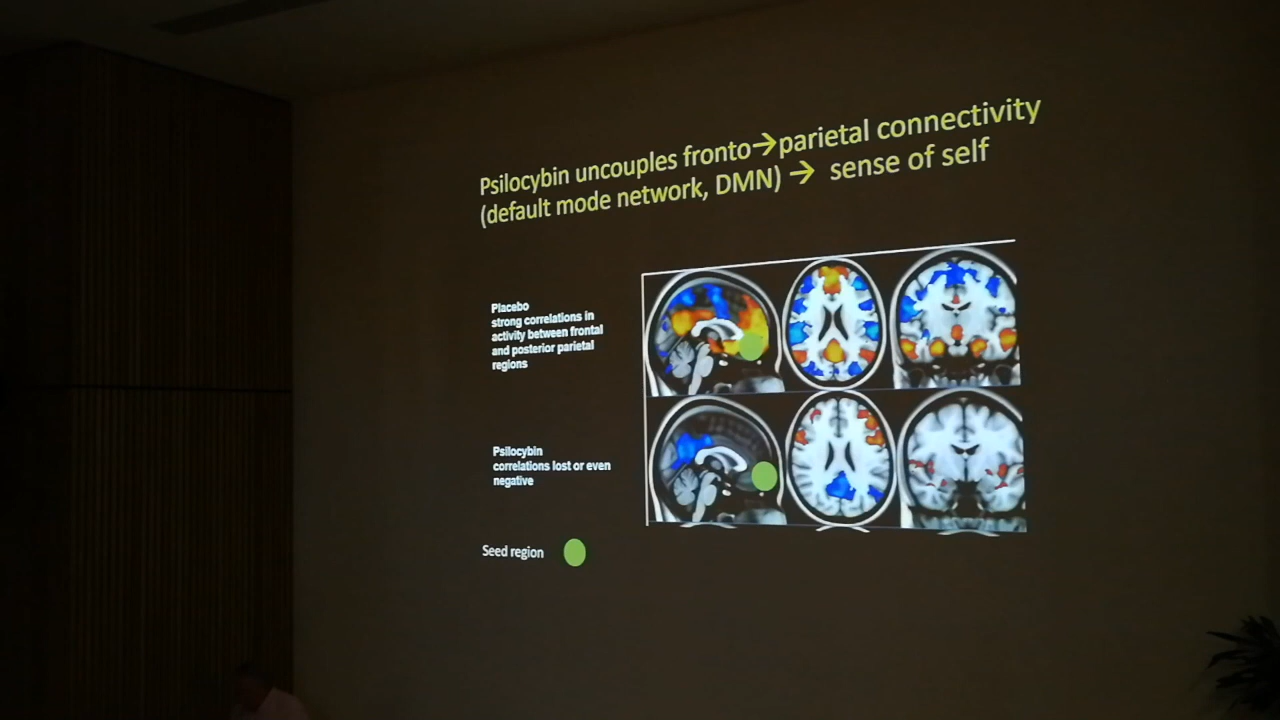 Psilocybin uncouples fronto→parietal connectivity
(default mode network, DMN) → sense of self
Placebo
strong correlations in
activity between frontal
and posterior parietal
regions
Psilocybin
correlations lost or even
negative
Seed region